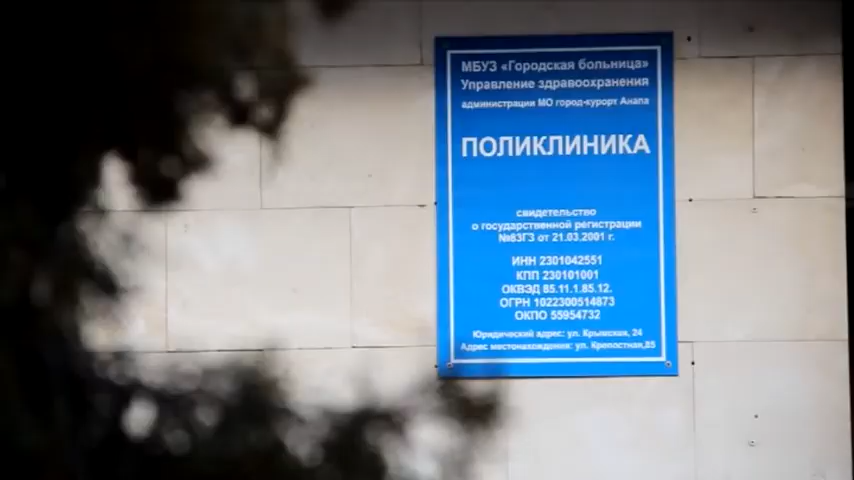 МБУЗ «Городская больница»
Управление здравоохранения
администрации МО город-курорт Анапа
ПОЛИКЛИНИКА
свидетельство
о государственной регистрации
№83ГЗ от 21.03.2001 г.
ИНН 2301042551
КПП 230101001
ОКВЭД 85.11.1.85.12.
ОГРН 1022300514873
ОКПО 55954732
Юридический адрес: ул. Крымская, 24
Адрес местонахождения: ул. Крепостная,85